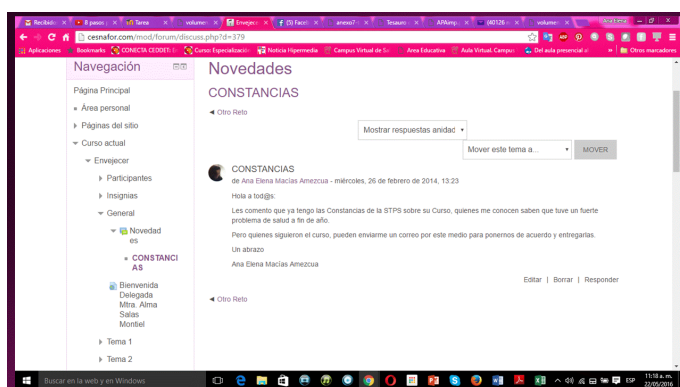 Recibido
8 pasos
Tarea
volumen
Envejece
(5) Faceb
anexo7
Tesauro
APAimp
(40126
volumen
Ana Elena
cesnafor.com/mod/forum/discuss.php?d=379
Aplicaciones
Bookmarks
CONECTA CEDDET
Curso: Especialización
Noticia Hipermedia
Campus Virtual de
Area Educativa
Aula Virtual. Campus
Del aula presencial al
»
Otros marcadores
Navegación
Página Principal
Área personal
Páginas del sitio
Curso actual
Envejecer
Participantes
Insignias
General
Novedad
es
CONSTANCI
AS
Bienvenida
Delegada
Mtra. Alma
Salas
Montiel
Tema 1
Tema 2
Novedades
CONSTANCIAS
◄ Otro Reto
Mostrar respuestas anidad
Mover este tema a...
MOVER
CONSTANCIAS
de Ana Elena Macías Amezcua - miércoles, 26 de febrero de 2014, 13:23
Hola a tod@s:
Les comento que ya tengo las Constancias de la STPS sobre su Curso, quienes me conocen saben que tuve un fuerte
problema de salud a fin de año.
Pero quienes siguieron el curso, pueden enviarme un correo por este medio para ponernos de acuerdo y entregarlas.
Un abrazo
Ana Elena Macías Amezcua
Editar | Borrar | Responder
◄ Otro Reto
Buscar en la web y en Windows
ESP
11:18 a. m.
22/05/2016